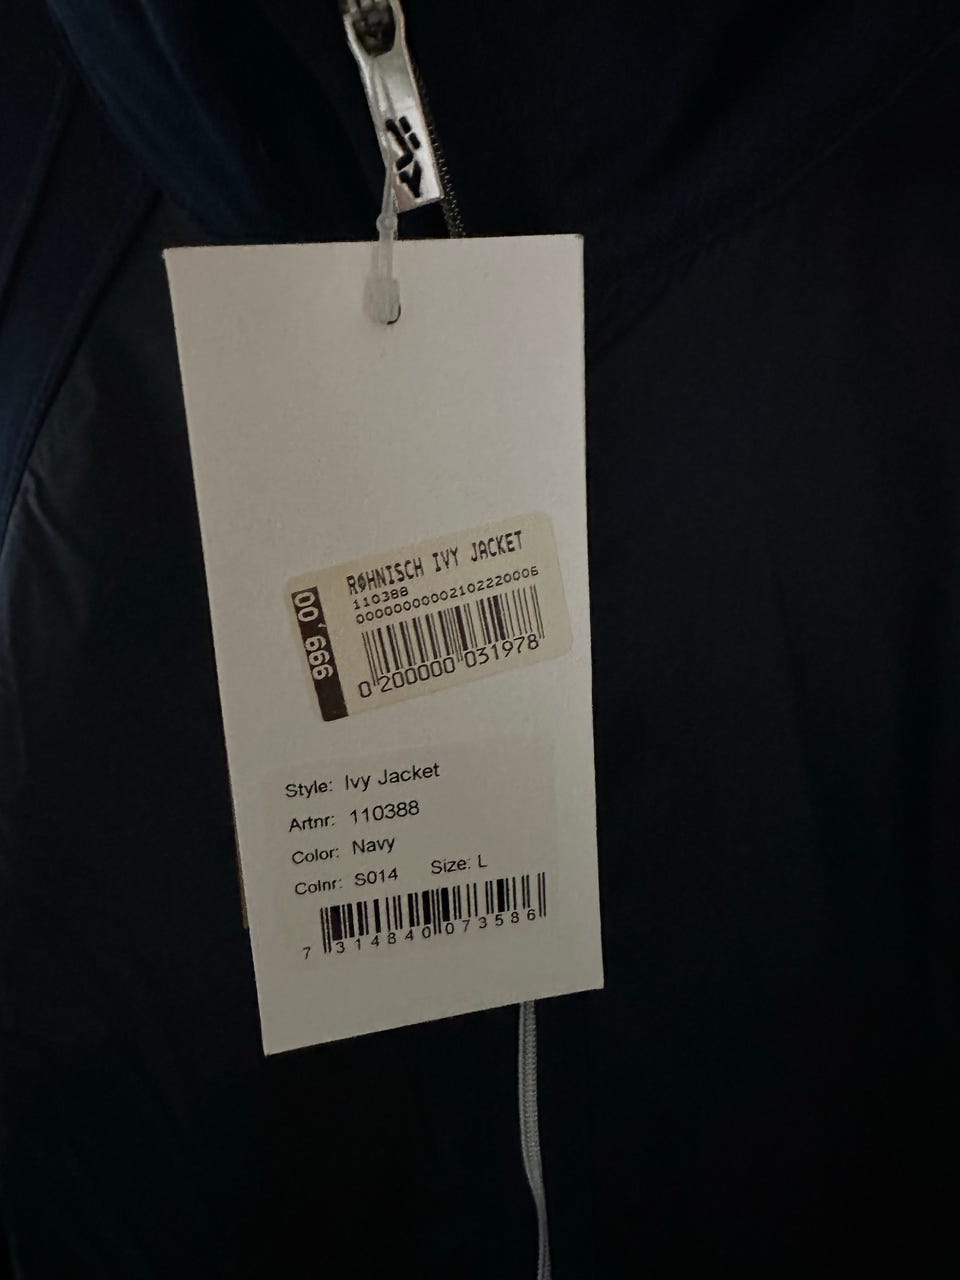 RØHNISCH IVY JACKET
110388
00000000002102220006
999,00
0 200000 031978
Style: Ivy Jacket
Artnr: 110388
Color: Navy
Colnr: S014 Size: L
7 314840 073586